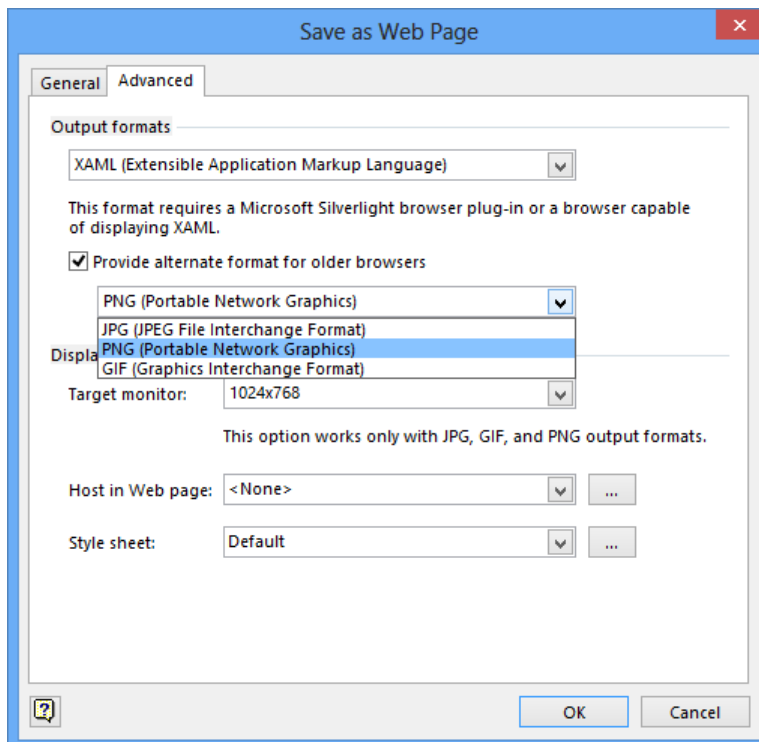 Save as Web Page
General
Advanced
Output formats
XAML (Extensible Application Markup Language)
This format requires a Microsoft Silverlight browser plug-in or a browser capable
of displaying XAML.
Provide alternate format for older browsers
PNG (Portable Network Graphics)
JPG (JPEG File Interchange Format)
PNG (Portable Network Graphics)
GIF (Graphics Interchange Format)
Target monitor:
1024x768
This option works only with JPG, GIF, and PNG output formats.
Host in Web page:
<None>
...
Style sheet:
Default
...
OK
Cancel